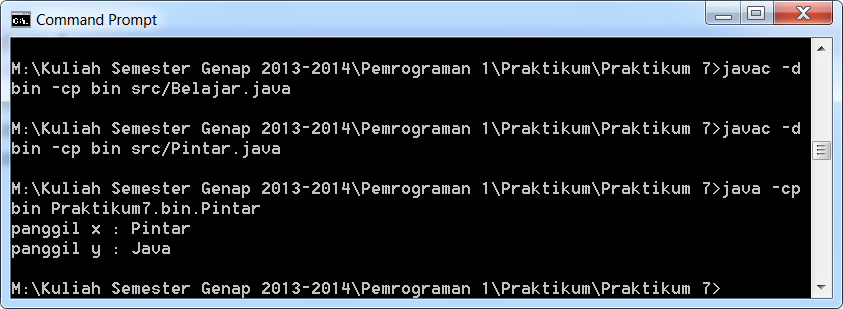 Command Prompt
M:\Kuliah Semester Genap 2013-2014\Pemrograman 1\Praktikum\Praktikum 7>javac -d
bin -cp bin src/Belajar.java
M:\Kuliah Semester Genap 2013-2014\Pemrograman 1\Praktikum\Praktikum 7>javac -d
bin -cp bin src/Pintar.java
M:\Kuliah Semester Genap 2013-2014\Pemrograman 1\Praktikum\Praktikum 7>java -cp
bin Praktikum7.bin.Pintar
panggil x : Pintar
panggil y : Java
M:\Kuliah Semester Genap 2013-2014\Pemrograman 1\Praktikum\Praktikum 7>